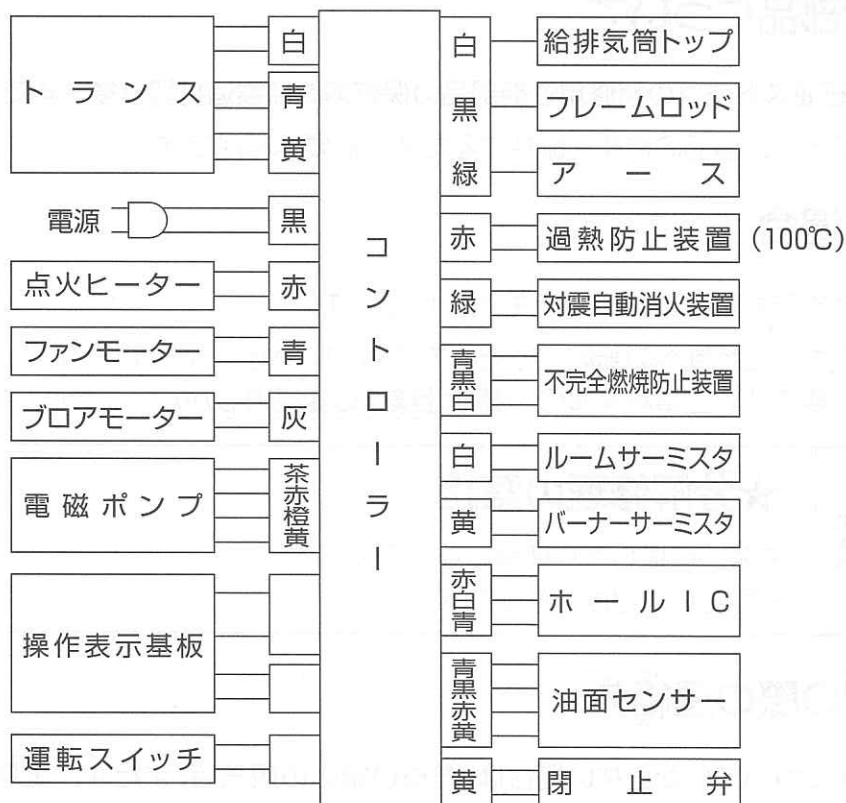 トランス
白
青
黄
電源
黒
点火ヒーター
赤
ファンモーター
青
ブロアモーター
灰
電磁ポンプ
茶
赤
橙
黄
操作表示基板
運転スイッチ
コントローラー
白
給排気筒トップ
黒
フレームロッド
緑
アース
赤
過熱防止装置 (100℃)
緑
対震自動消火装置
青
黒
白
不完全燃焼防止装置
白
ルームサーミスタ
黄
バーナーサーミスタ
赤
白
青
ホールIC
青
黒
赤
黄
油面センサー
黄
閉止弁